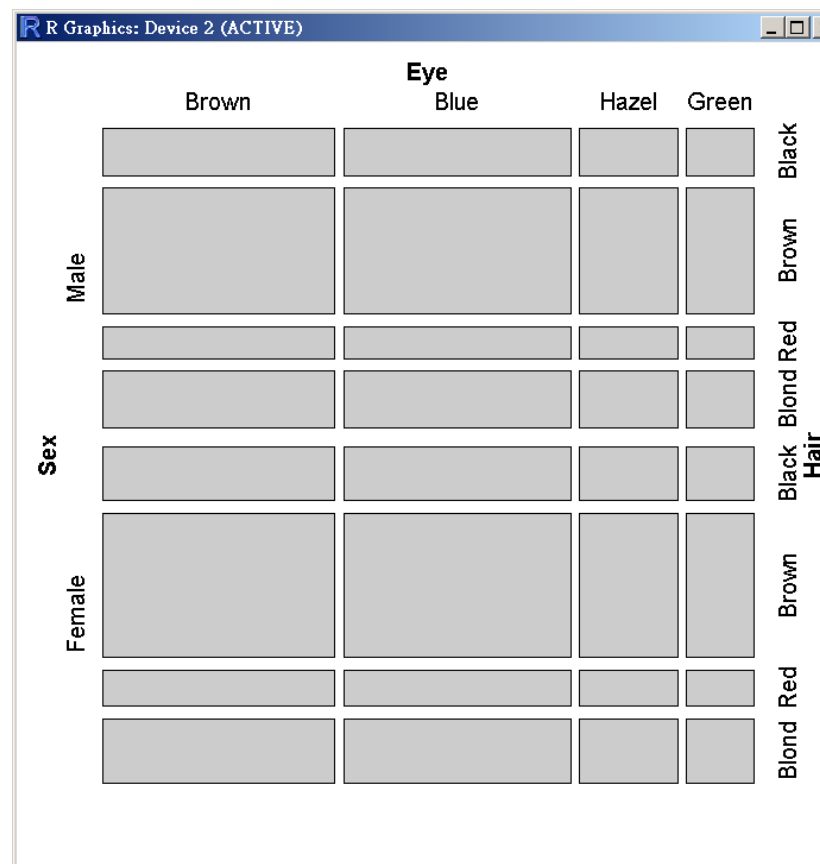 R Graphics: Device 2 (ACTIVE)
Eye
Brown Blue Hazel Green
Black
Brown
Male
Red
Blond
Sex
Black
Hair
Brown
Female
Red
Blond